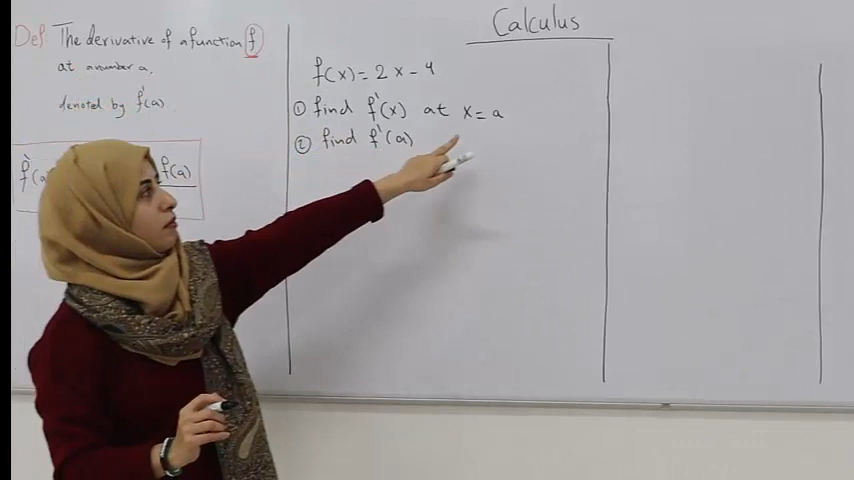 Calculus
Def: The derivative of a function f
at a number a,
denoted by f'(a)
f'(a f(a)
f(x) = 2x - 4
① find f'(x) at x = a
② find f'(a)